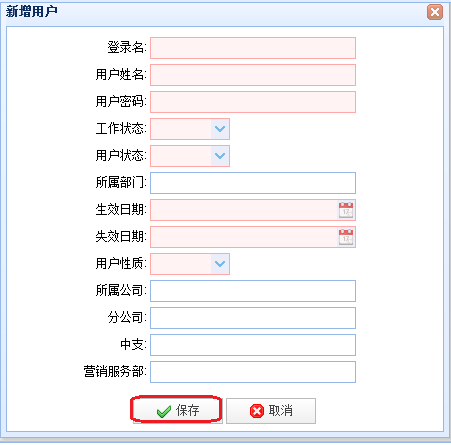 新增用户
登录名:
用户姓名:
用户密码:
工作状态:
用户状态:
所属部门:
生效日期:
失效日期:
用户性质:
所属公司:
分公司:
中支:
营销服务部:
保存 取消